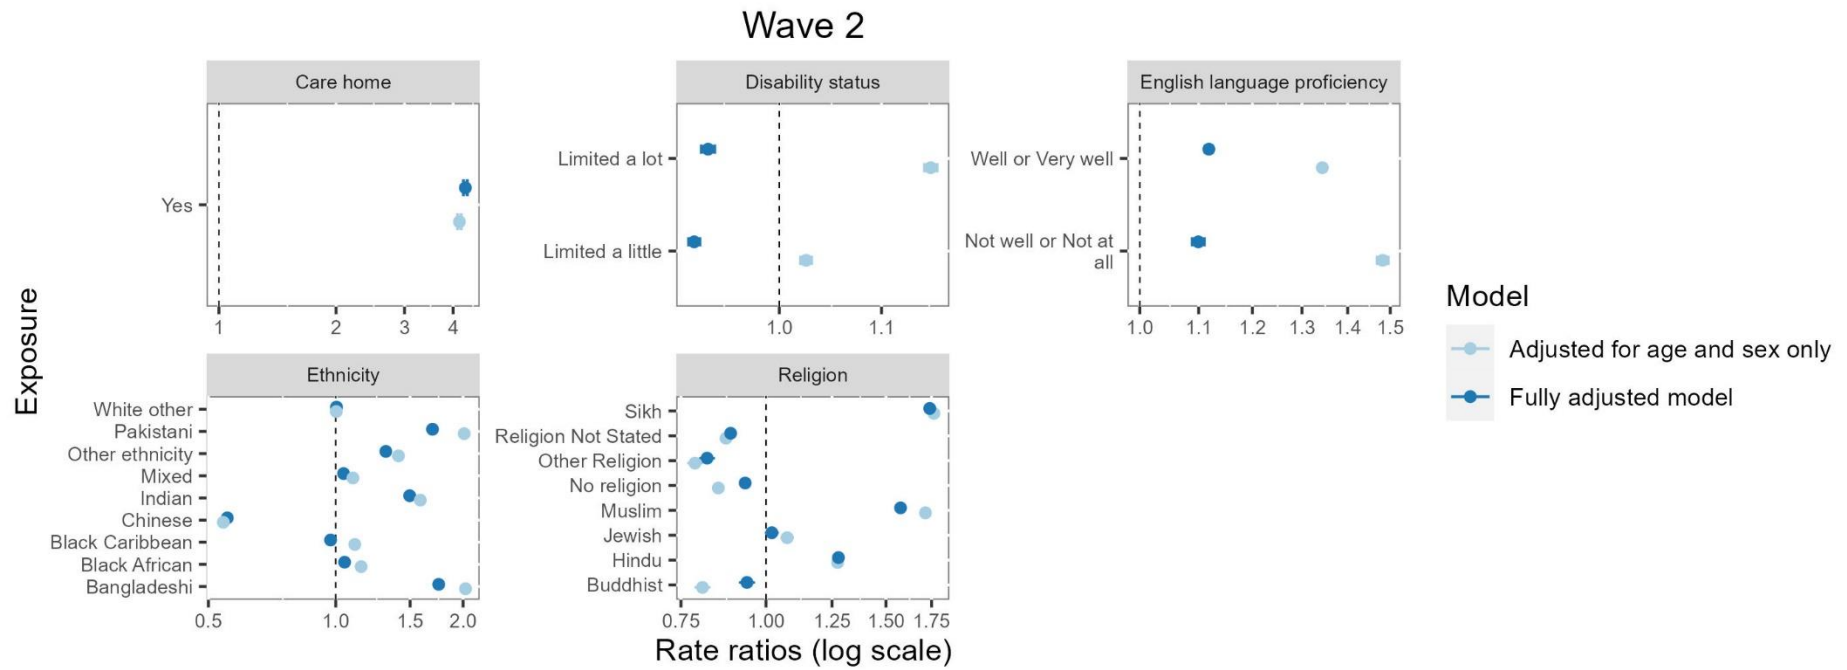 Wave 2
Care home
Disability status
English language proficiency
Yes
Limited a lot
Limited a little
Well or Very well
Not well or Not at
all
1 2 3 4
1.0 1.1
1.0 1.1 1.2 1.3 1.4 1.5
Exposure
Ethnicity
Religion
White other
Pakistani
Other ethnicity
Mixed
Indian
Chinese
Black Caribbean
Black African
Bangladeshi
0.5 1.0 1.5 2.0
Sikh
Religion Not Stated
Other Religion
No religion
Muslim
Jewish
Hindu
Buddhist
0.75 1.00 1.25 1.50 1.75
Rate ratios (log scale)
Model
Adjusted for age and sex only
Fully adjusted model